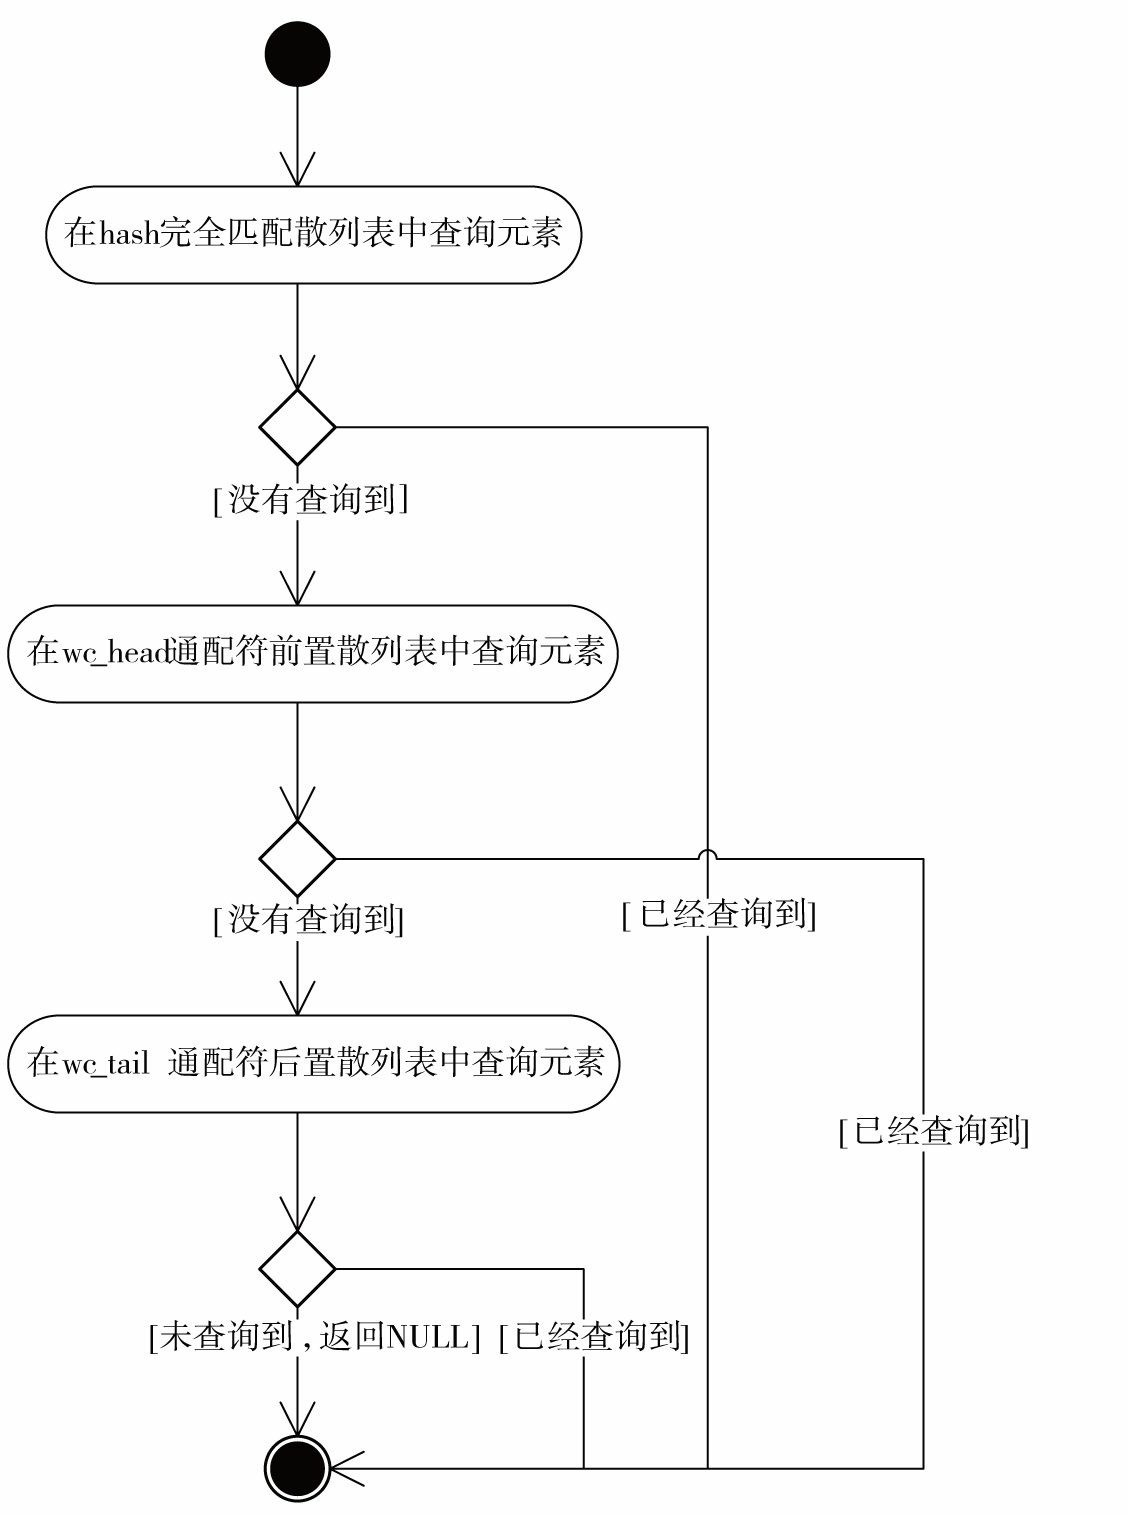 在hash完全匹配散列表中查询元素
[没有查询到]
在wc_head通配符前置散列表中查询元素
[没有查询到]
[已经查询到]
在wc_tail 通配符后置散列表中查询元素
[已经查询到]
[未查询到,返回NULL] [已经查询到]